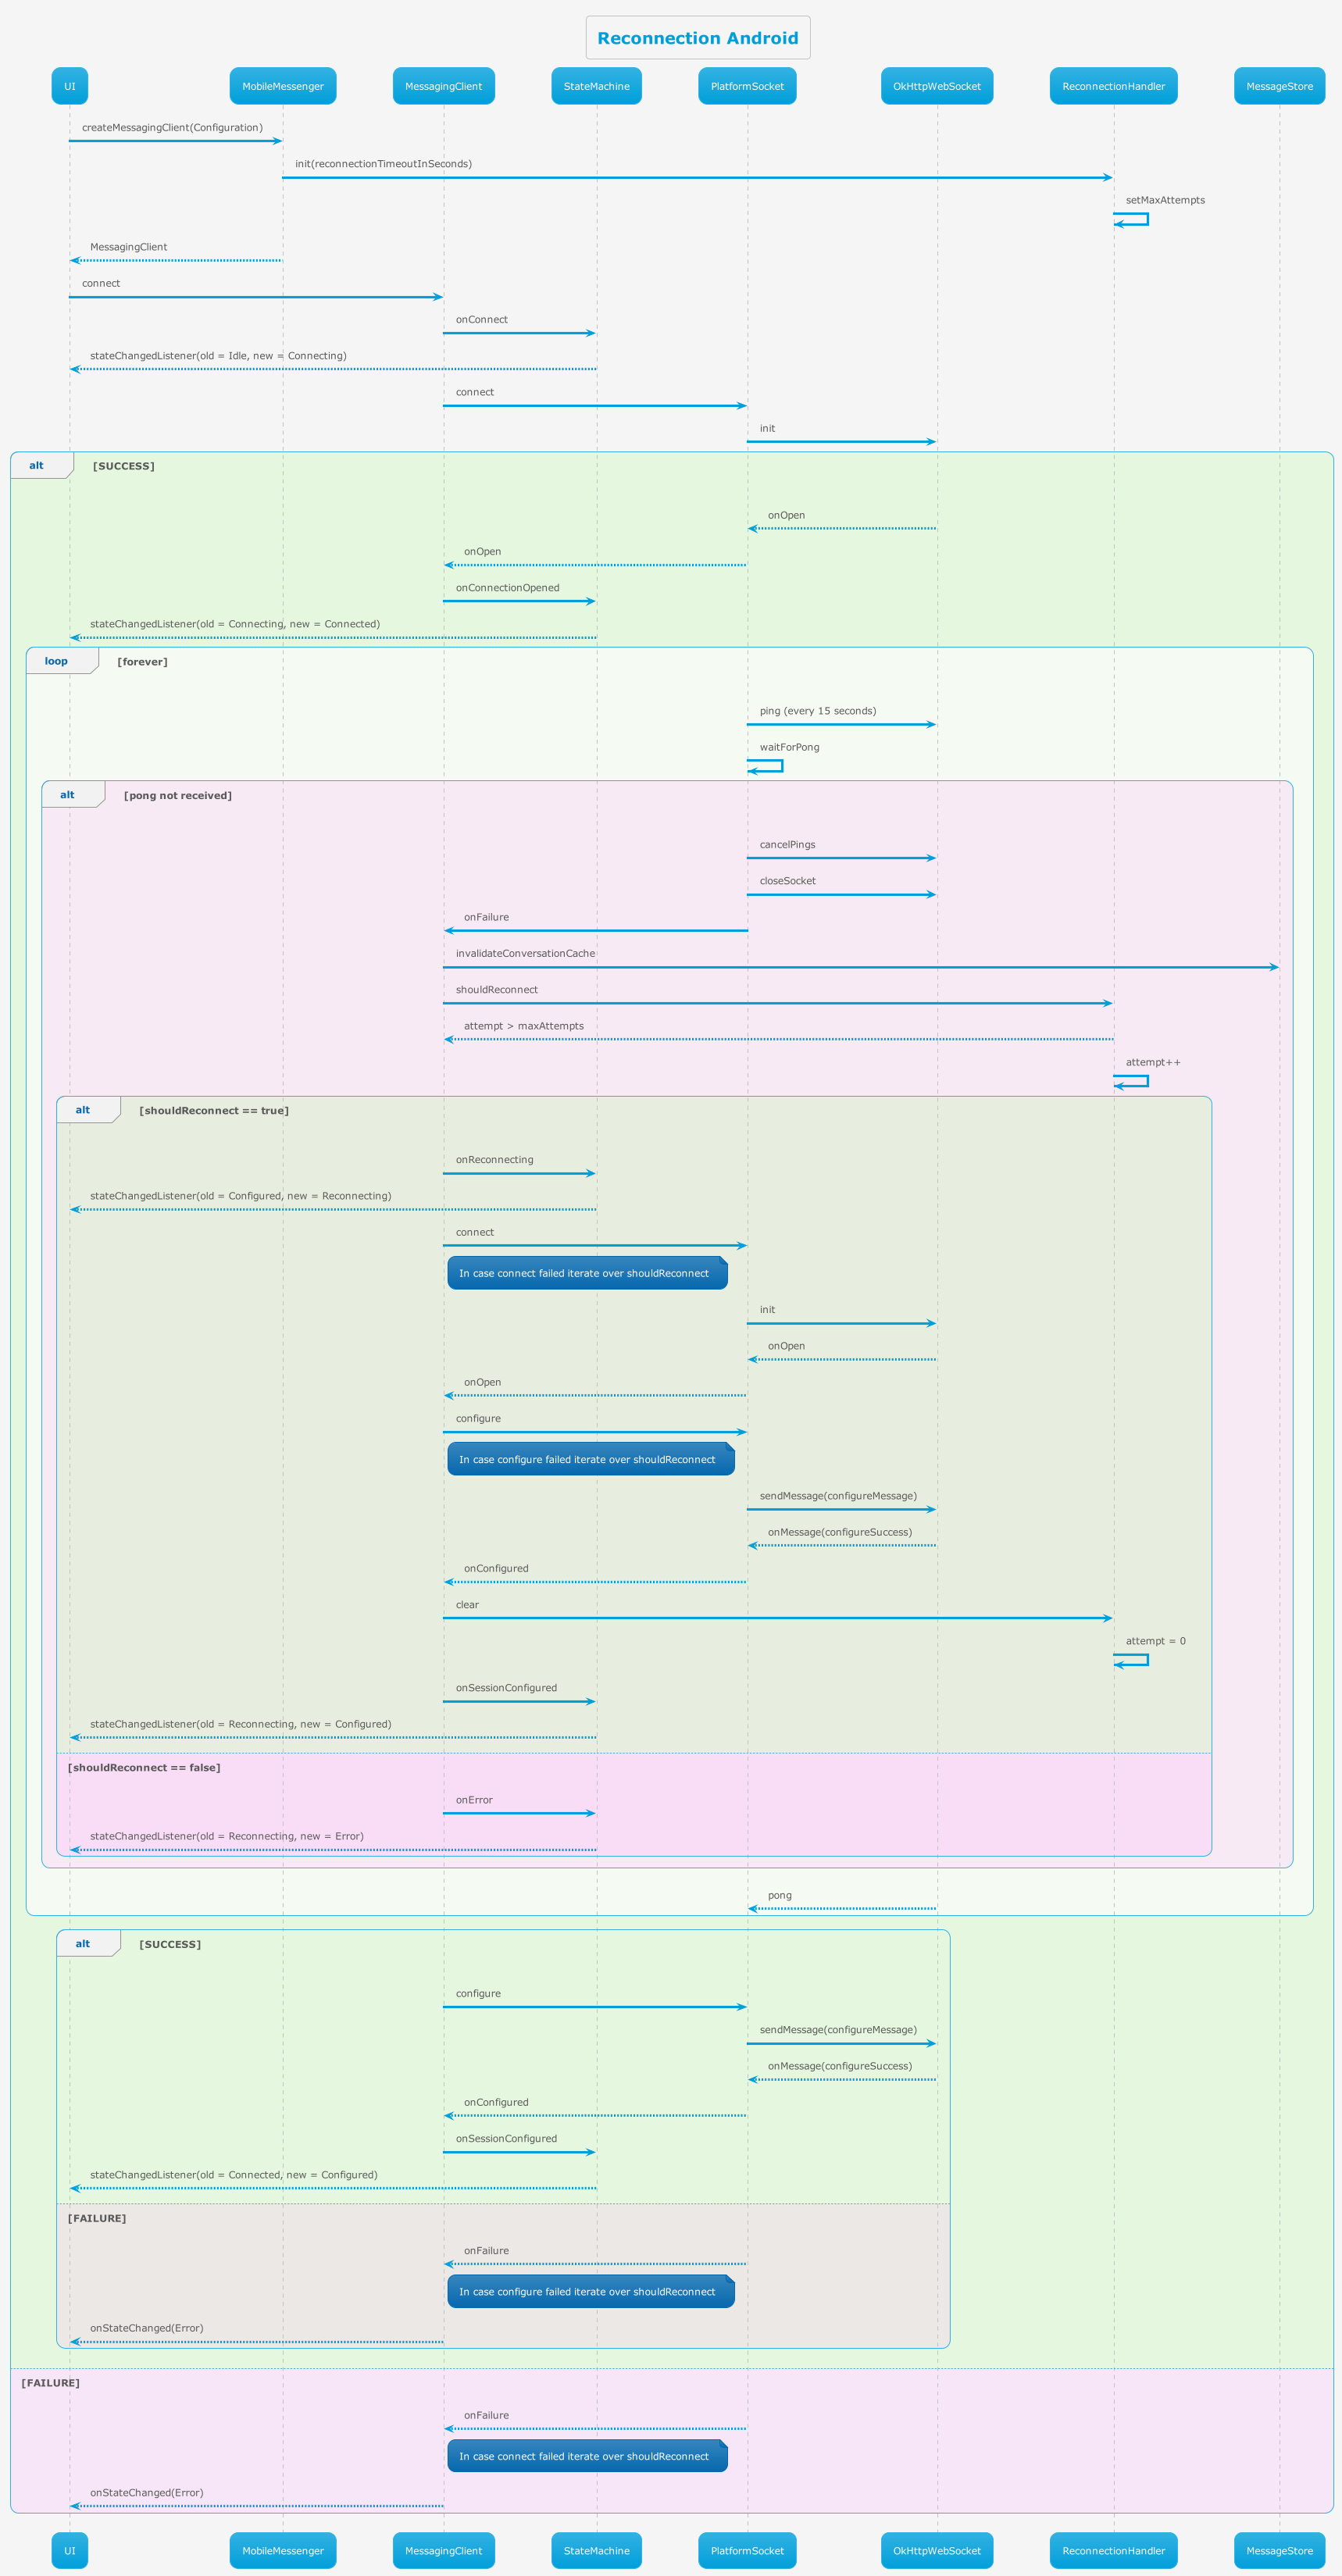 Reconnection Android
UI
MobileMessenger
MessagingClient
StateMachine
PlatformSocket
OkHttpWebSocket
ReconnectionHandler
MessageStore
createMessagingClient(Configuration)
init(reconnectionTimeoutInSeconds)
setMaxAttempts
MessagingClient
connect
onConnect
stateChangedListener(old = Idle, new = Connecting)
connect
init
alt
[SUCCESS]
onOpen
onOpen
onConnectionOpened
stateChangedListener(old = Connecting, new = Connected)
loop
[forever]
ping (every 15 seconds)
waitForPong
alt
[pong not received]
cancelPings
closeSocket
onFailure
invalidateConversationCache
shouldReconnect
attempt > maxAttempts
attempt++
alt
[shouldReconnect == true]
onReconnecting
stateChangedListener(old = Configured, new = Reconnecting)
connect
In case connect failed iterate over shouldReconnect
init
onOpen
onOpen
configure
In case configure failed iterate over shouldReconnect
sendMessage(configureMessage)
onMessage(configureSuccess)
onConfigured
clear
attempt = 0
onSessionConfigured
stateChangedListener(old = Reconnecting, new = Configured)
[shouldReconnect == false]
onError
stateChangedListener(old = Reconnecting, new = Error)
pong
alt
[SUCCESS]
configure
sendMessage(configureMessage)
onMessage(configureSuccess)
onConfigured
onSessionConfigured
stateChangedListener(old = Connected, new = Configured)
[FAILURE]
onFailure
In case configure failed iterate over shouldReconnect
onStateChanged(Error)
[FAILURE]
onFailure
In case connect failed iterate over shouldReconnect
onStateChanged(Error)
UI
MobileMessenger
MessagingClient
StateMachine
PlatformSocket
OkHttpWebSocket
ReconnectionHandler
MessageStore